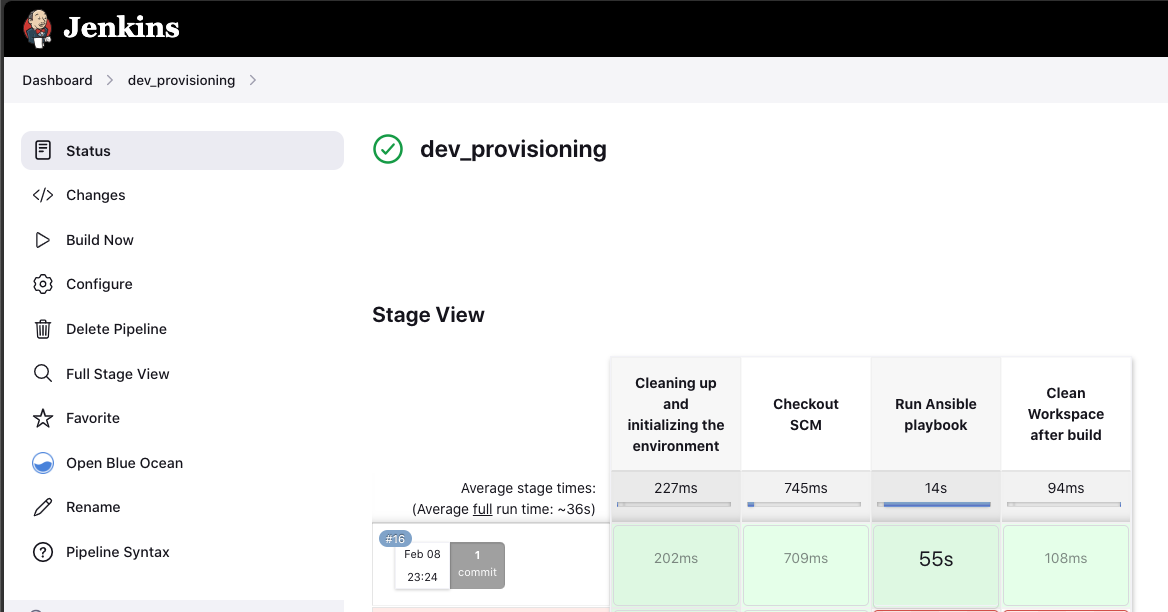 Jenkins
Dashboard
dev_provisioning
Status
Changes
Build Now
Configure
Delete Pipeline
Full Stage View
Favorite
Open Blue Ocean
Rename
Pipeline Syntax
dev_provisioning
Stage View
Cleaning up
and
initializing the
environment
Checkout
SCM
Run Ansible
playbook
Clean
Workspace
after build
Average stage times:
(Average full run time: ~36s)
227ms
745ms
14s
94ms
#16
Feb 08
23:24
1
commit
202ms
709ms
55s
108ms